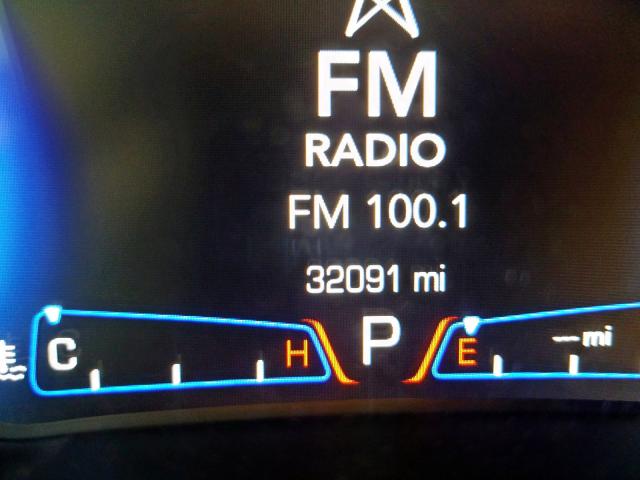 FM
RADIO
FM 100.1
32091 mi
C H P E --mi